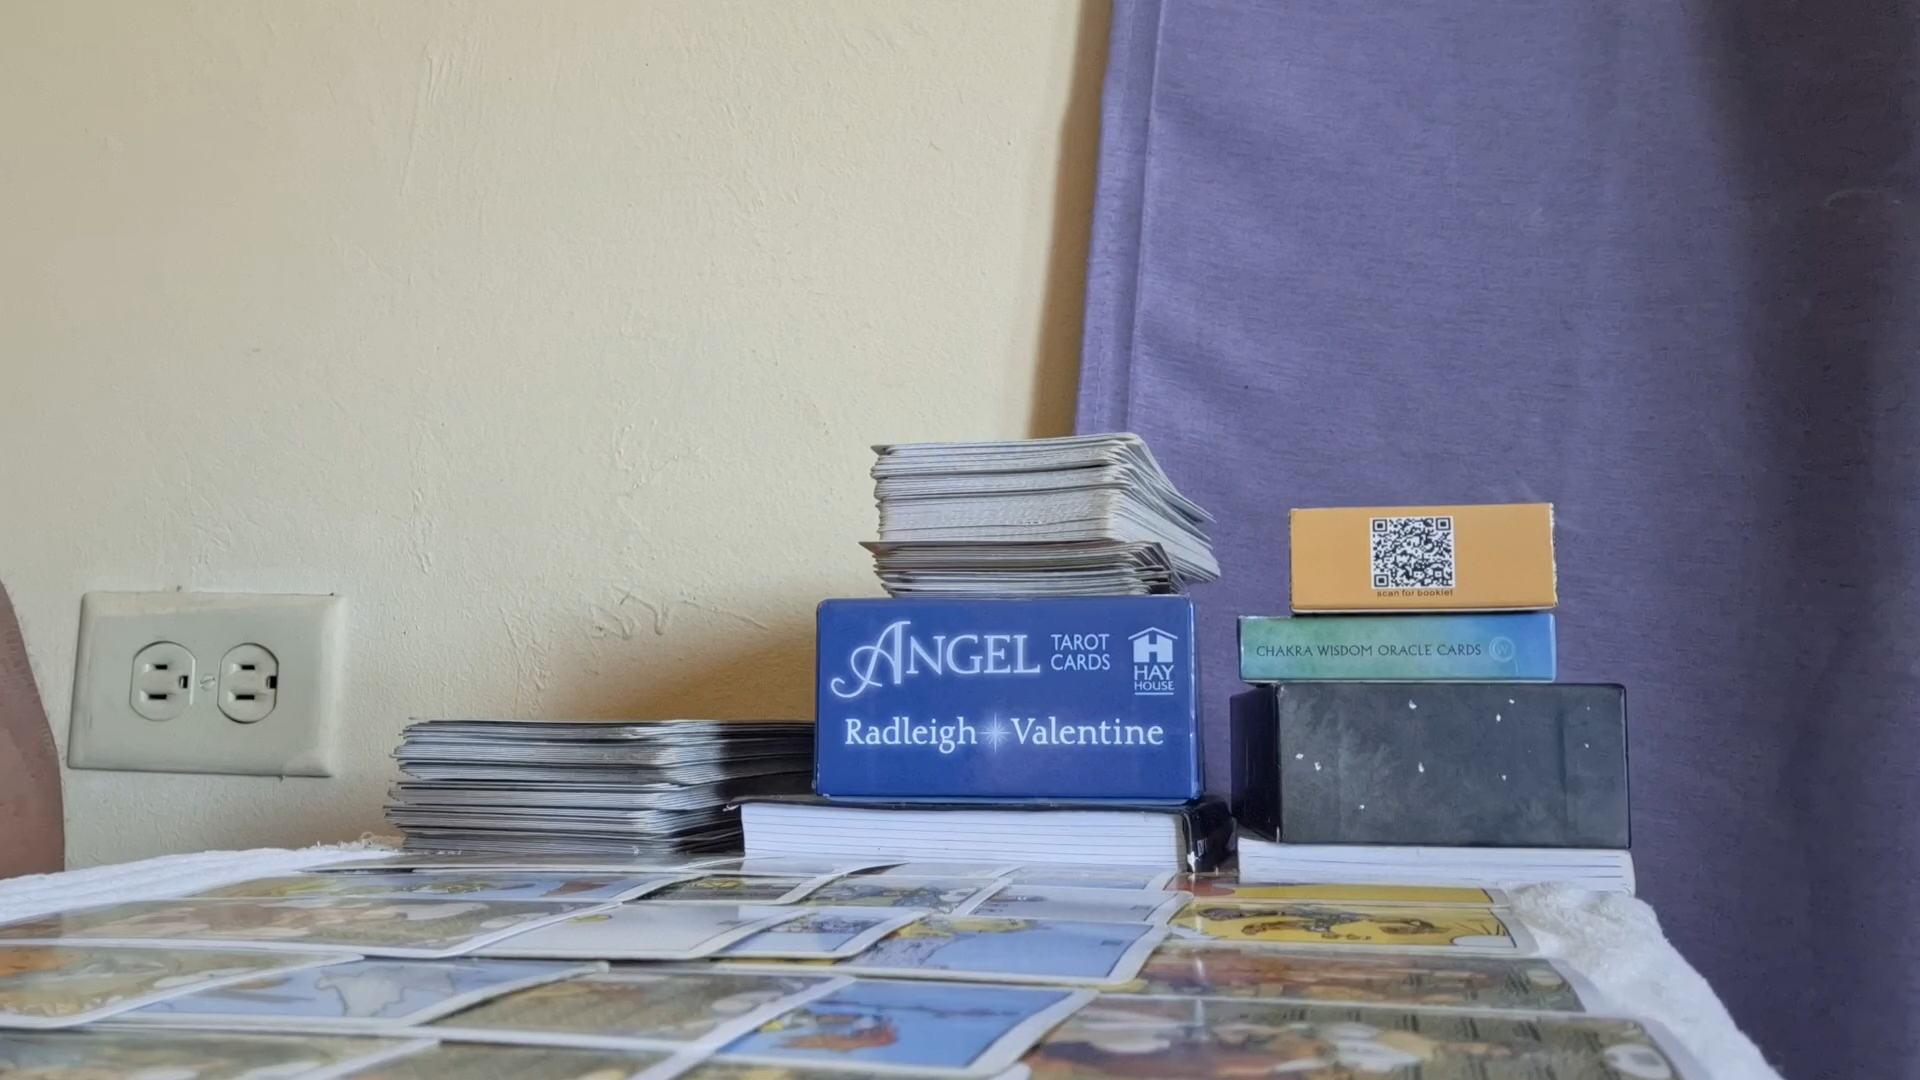 ANGEL TAROT CARDS
HAY HOUSE
Radleigh Valentine
scan for booklet
CHAKRA WISDOM ORACLE CARDS